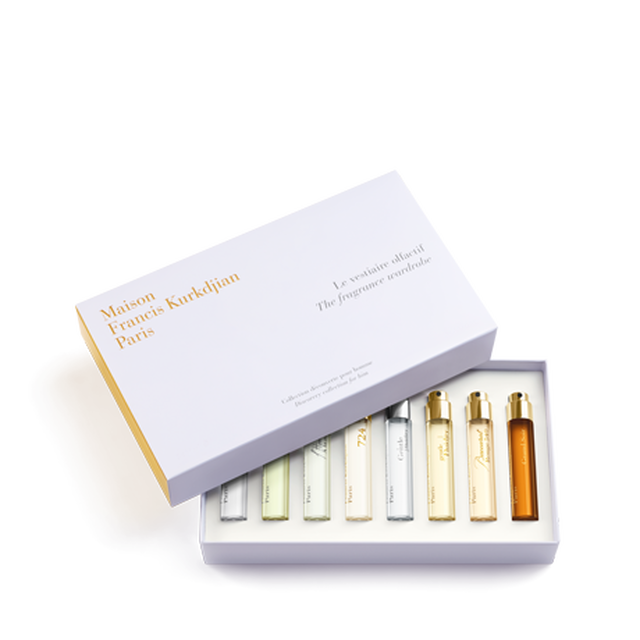 Maison
Francis Kurkdjian
Paris
Le vestiaire olfactif
The fragrance wardrobe
Collection découverte pour homme
Discovery collection for him
Paris
Paris
Paris
Paris
724
Paris
Gentle
Paris
Paris